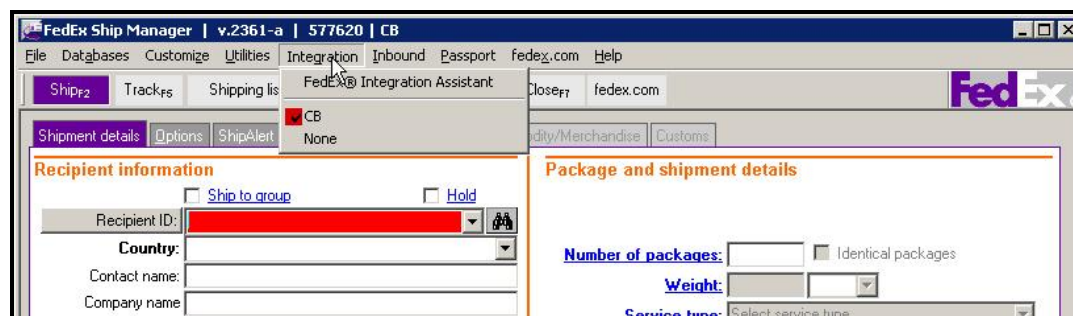 FedEx Ship Manager | v.2361-a | 577620 | CB
File Databases Customize Utilities Integration Inbound Passport fedex.com Help
ShipF2 TrackF5 Shipping lis CloseF7 fedex.com FedEx
FedEx® Integration Assistant
CB
None
Shipment details Options ShipAlert dity/Merchandise Customs
Recipient information Package and shipment details
Ship to group Hold
Recipient ID:
Country: Number of packages: Identical packages
Contact name: Weight:
Company name Service type: Select service type